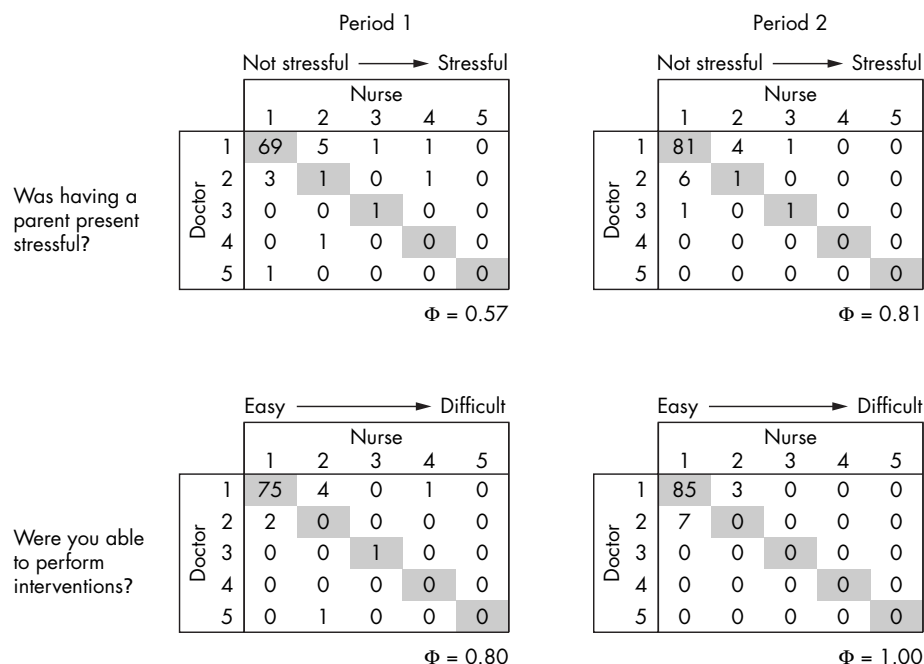 Period 1
Not stressful → Stressful
Nurse
1 2 3 4 5
Was having a
parent present
stressful?
Doctor
1 69 5 1 1 0
2 3 1 0 1 0
3 0 0 1 0 0
4 0 1 0 0 0
5 1 0 0 0 0
Φ = 0.57
Period 2
Not stressful → Stressful
Nurse
1 2 3 4 5
Doctor
1 81 4 1 0 0
2 6 1 0 0 0
3 1 0 1 0 0
4 0 0 0 0 0
5 0 0 0 0 0
Φ = 0.81
Easy → Difficult
Nurse
1 2 3 4 5
Were you able
to perform
interventions?
Doctor
1 75 4 0 1 0
2 2 0 0 0 0
3 0 0 1 0 0
4 0 0 0 0 0
5 0 1 0 0 0
Φ = 0.80
Easy → Difficult
Nurse
1 2 3 4 5
Doctor
1 85 3 0 0 0
2 7 0 0 0 0
3 0 0 0 0 0
4 0 0 0 0 0
5 0 0 0 0 0
Φ = 1.00